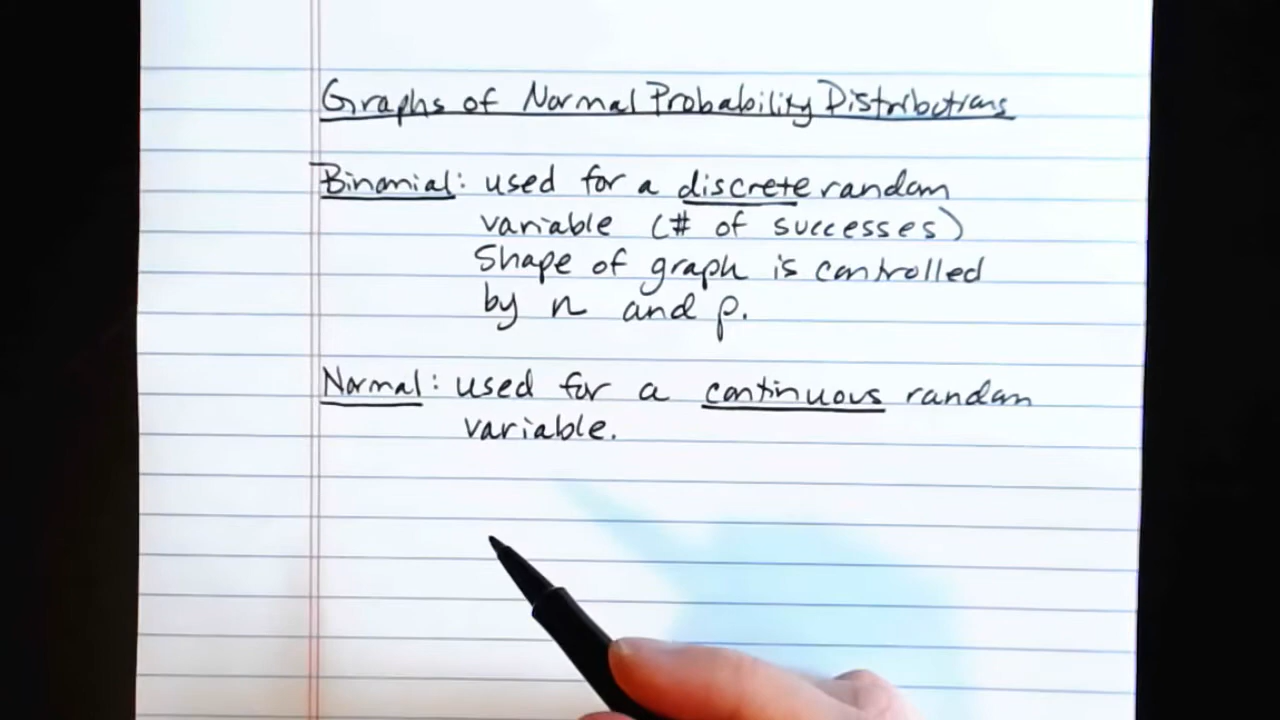 Graphs of Normal Probability Distributions
Binomial: used for a discrete random
variable (# of successes)
Shape of graph is controlled
by n and p.
Normal: used for a continuous random
variable.